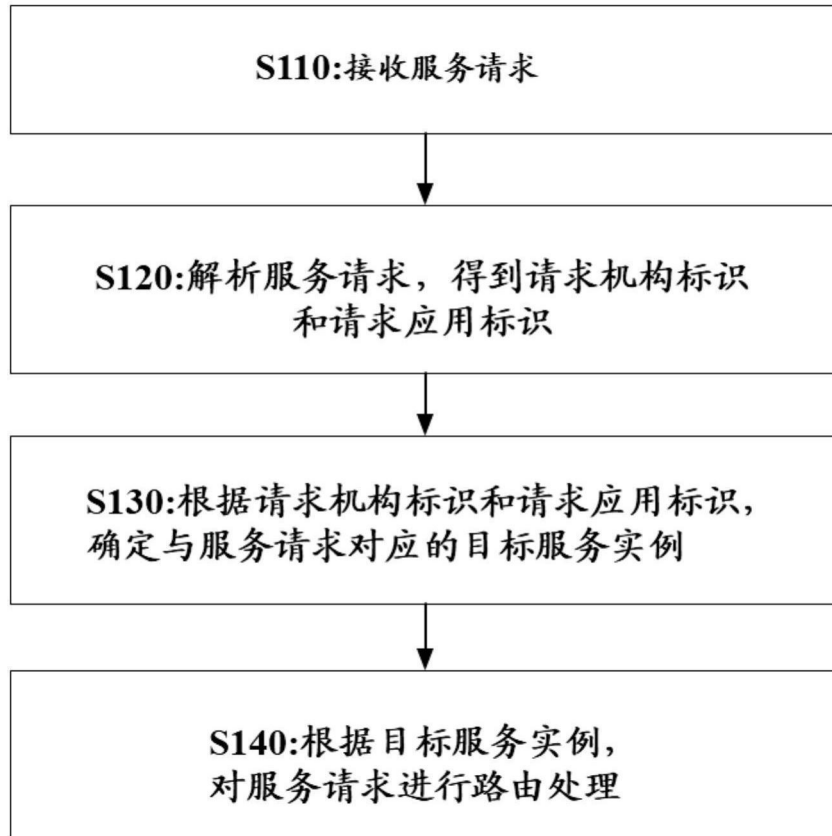 S110:接收服务请求
S120:解析服务请求，得到请求机构标识
和请求应用标识
S130:根据请求机构标识和请求应用标识，
确定与服务请求对应的目标服务实例
S140:根据目标服务实例，
对服务请求进行路由处理